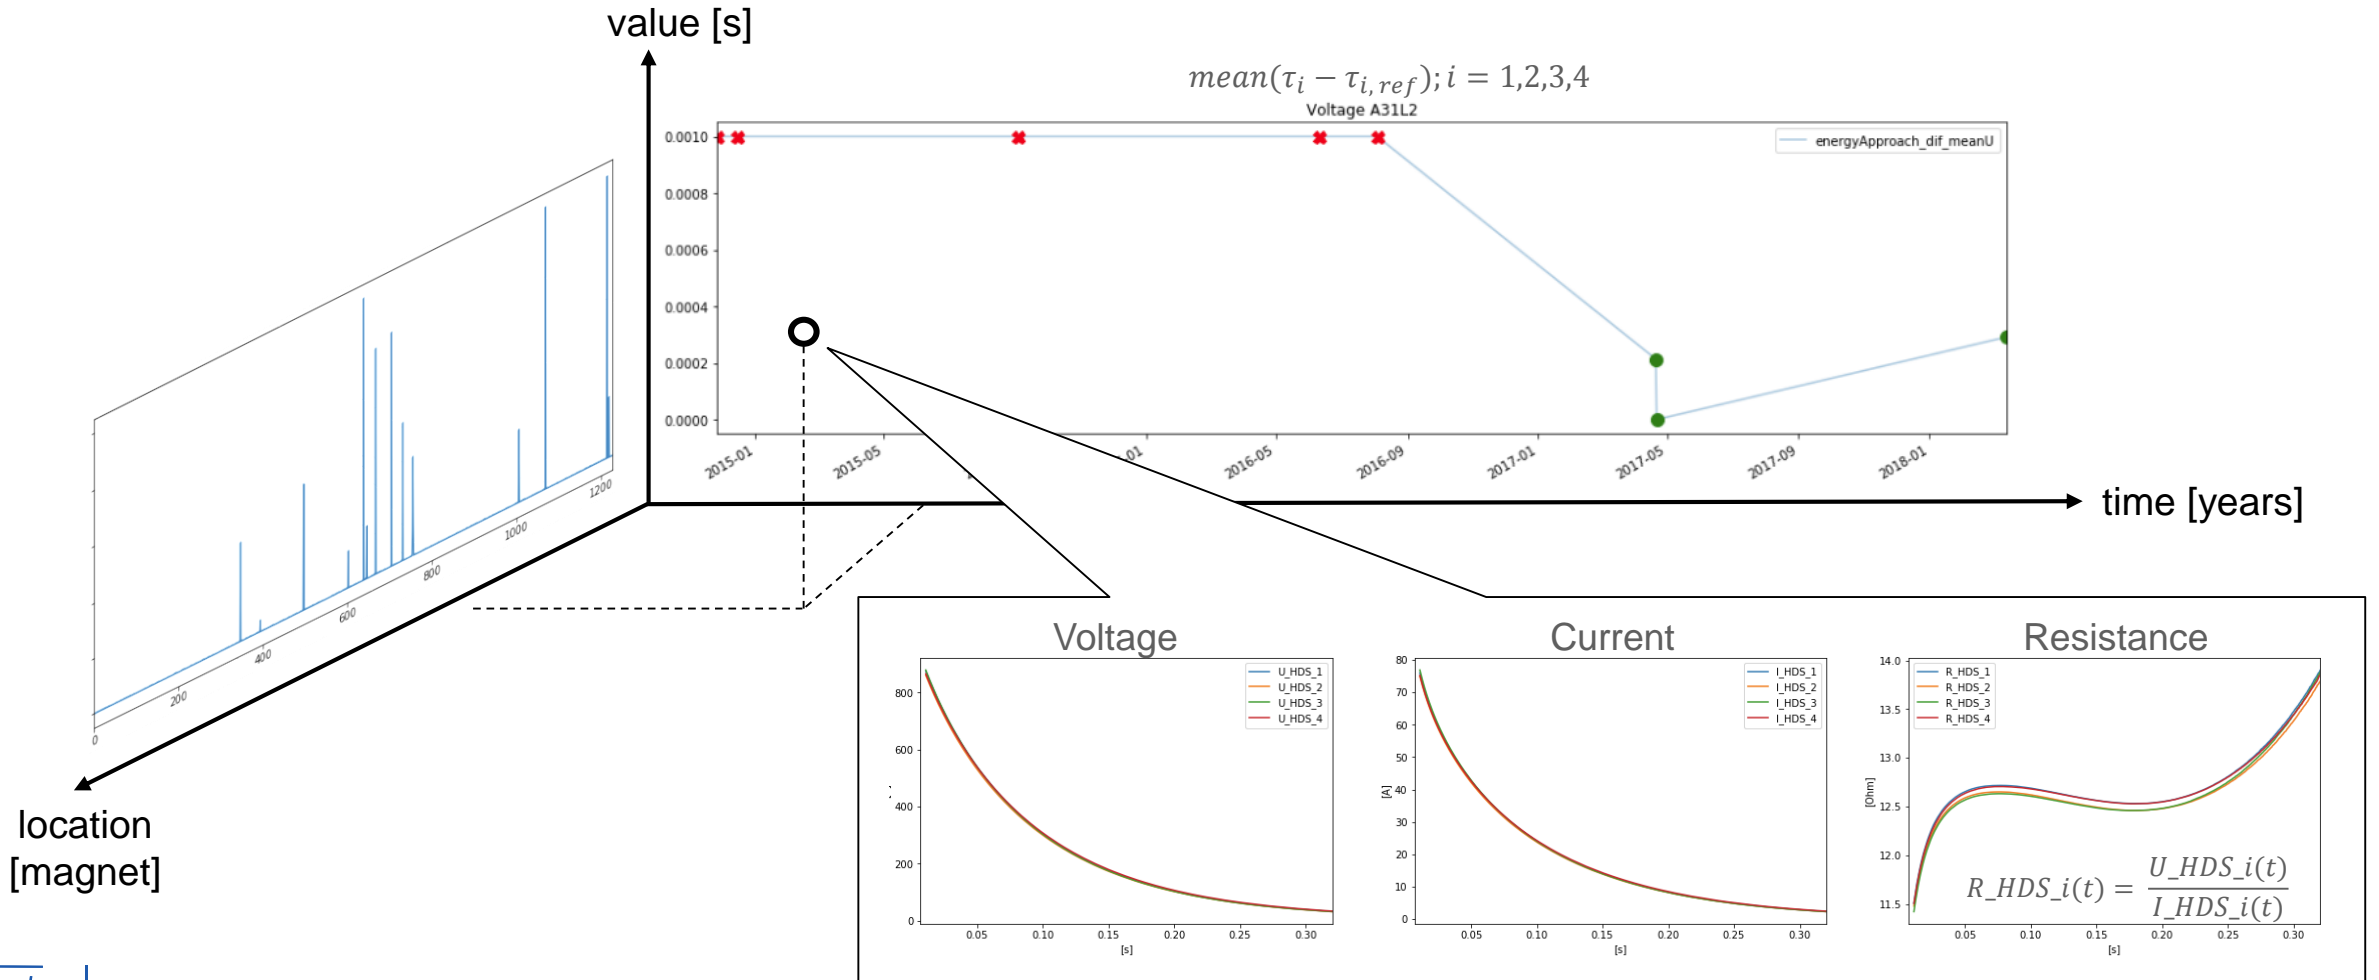 value [s]
mean(τ_i − τ_{i,ref}); i = 1,2,3,4
Voltage A31L2
energyApproach_dif_meanU
0.0010
0.0008
0.0006
0.0004
0.0002
0.0000
2015-01
2015-05
2016-05
2016-09
2017-01
2017-05
2017-09
2018-01
time [years]
0
200
400
600
800
1000
1200
location
[magnet]
Voltage
U_HDS_1
U_HDS_2
U_HDS_3
U_HDS_4
800
600
400
200
0
0.05 0.10 0.15 0.20 0.25 0.30
[s]
Current
I_HDS_1
I_HDS_2
I_HDS_3
I_HDS_4
80
70
60
50
40
30
20
10
0
[A]
0.05 0.10 0.15 0.20 0.25 0.30
[s]
Resistance
R_HDS_1
R_HDS_2
R_HDS_3
R_HDS_4
14.0
13.5
13.0
12.5
12.0
11.5
[Ohm]
R_HDS_i(t) = U_HDS_i(t) / I_HDS_i(t)
0.05 0.10 0.15 0.20 0.25 0.30
[s]